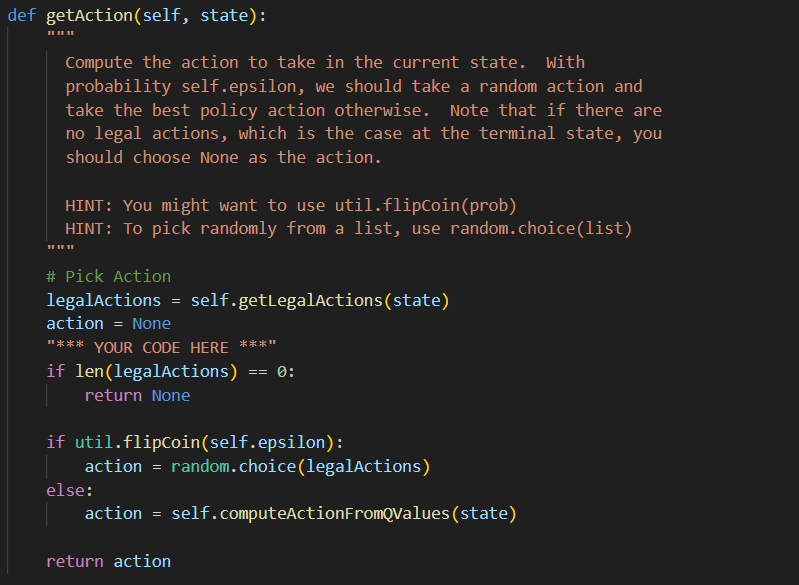 def getAction(self, state):
"""
Compute the action to take in the current state.  With
probability self.epsilon, we should take a random action and
take the best policy action otherwise.  Note that if there are
no legal actions, which is the case at the terminal state, you
should choose None as the action.
HINT: You might want to use util.flipCoin(prob)
HINT: To pick randomly from a list, use random.choice(list)
"""
# Pick Action
legalActions = self.getLegalActions(state)
action = None
"*** YOUR CODE HERE ***"
if len(legalActions) == 0:
return None
if util.flipCoin(self.epsilon):
action = random.choice(legalActions)
else:
action = self.computeActionFromQValues(state)
return action